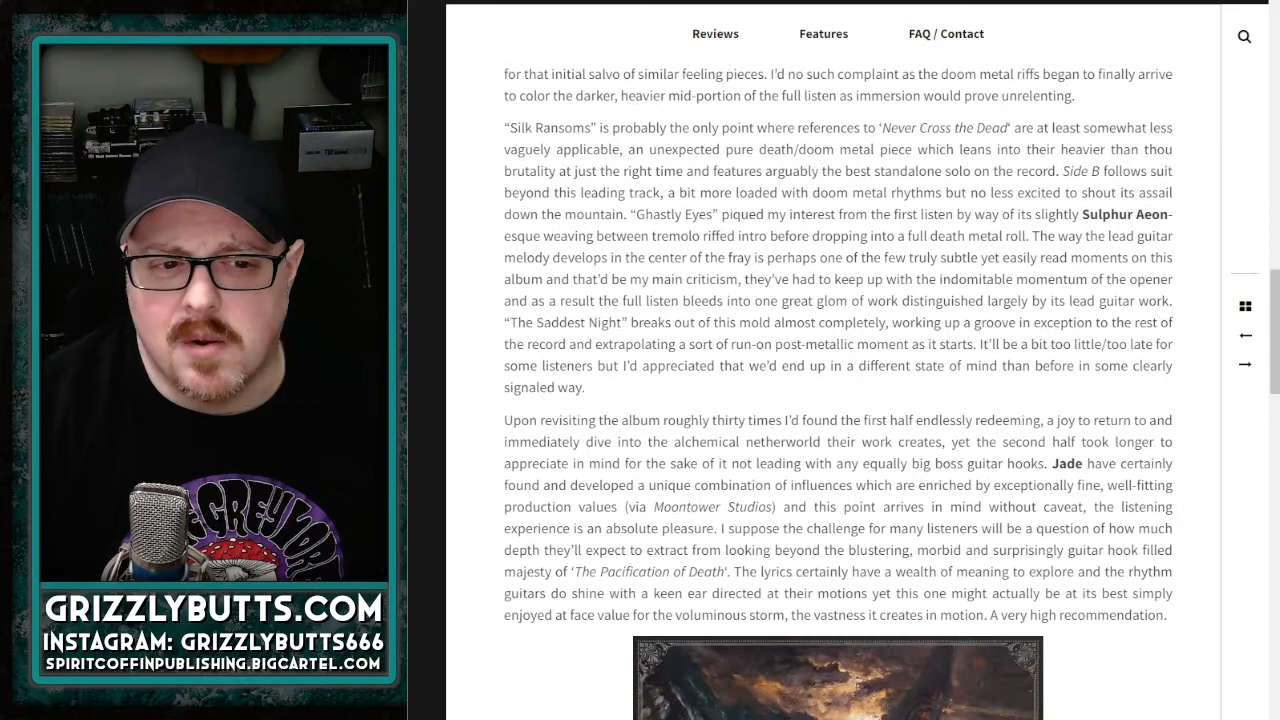 Reviews Features FAQ / Contact
for that initial salvo of similar feeling pieces. I’d no such complaint as the doom metal riffs began to finally arrive
to color the darker, heavier mid-portion of the full listen as immersion would prove unrelenting.
“Silk Ransoms” is probably the only point where references to ‘Never Cross the Dead‘ are at least somewhat less
vaguely applicable, an unexpected pure death/doom metal piece which leans into their heavier than thou
brutality at just the right time and features arguably the best standalone solo on the record. Side B follows suit
beyond this leading track, a bit more loaded with doom metal rhythms but no less excited to shout its assail
down the mountain. “Ghastly Eyes” piqued my interest from the first listen by way of its slightly Sulphur Aeon-
esque weaving between tremolo riffed intro before dropping into a full death metal roll. The way the lead guitar
melody develops in the center of the fray is perhaps one of the few truly subtle yet easily read moments on this
album and that’d be my main criticism, they’ve had to keep up with the indomitable momentum of the opener
and as a result the full listen bleeds into one great glom of work distinguished largely by its lead guitar work.
“The Saddest Night” breaks out of this mold almost completely, working up a groove in exception to the rest of
the record and extrapolating a sort of run-on post-metallic moment as it starts. It’ll be a bit too little/too late for
some listeners but I’d appreciated that we’d end up in a different state of mind than before in some clearly
signaled way.
Upon revisiting the album roughly thirty times I’d found the first half endlessly redeeming, a joy to return to and
immediately dive into the alchemical netherworld their work creates, yet the second half took longer to
appreciate in mind for the sake of it not leading with any equally big boss guitar hooks. Jade have certainly
found and developed a unique combination of influences which are enriched by exceptionally fine, well-fitting
production values (via Moontower Studios) and this point arrives in mind without caveat, the listening
experience is an absolute pleasure. I suppose the challenge for many listeners will be a question of how much
depth they’ll expect to extract from looking beyond the blustering, morbid and surprisingly guitar hook filled
majesty of ‘The Pacification of Death‘. The lyrics certainly have a wealth of meaning to explore and the rhythm
guitars do shine with a keen ear directed at their motions yet this one might actually be at its best simply
enjoyed at face value for the voluminous storm, the vastness it creates in motion. A very high recommendation.
GRIZZLYBUTTS.COM
INSTAGRAM: GRIZZLYBUTTS666
SPIRITCOFFINPUBLISHING.BIGCARTEL.COM